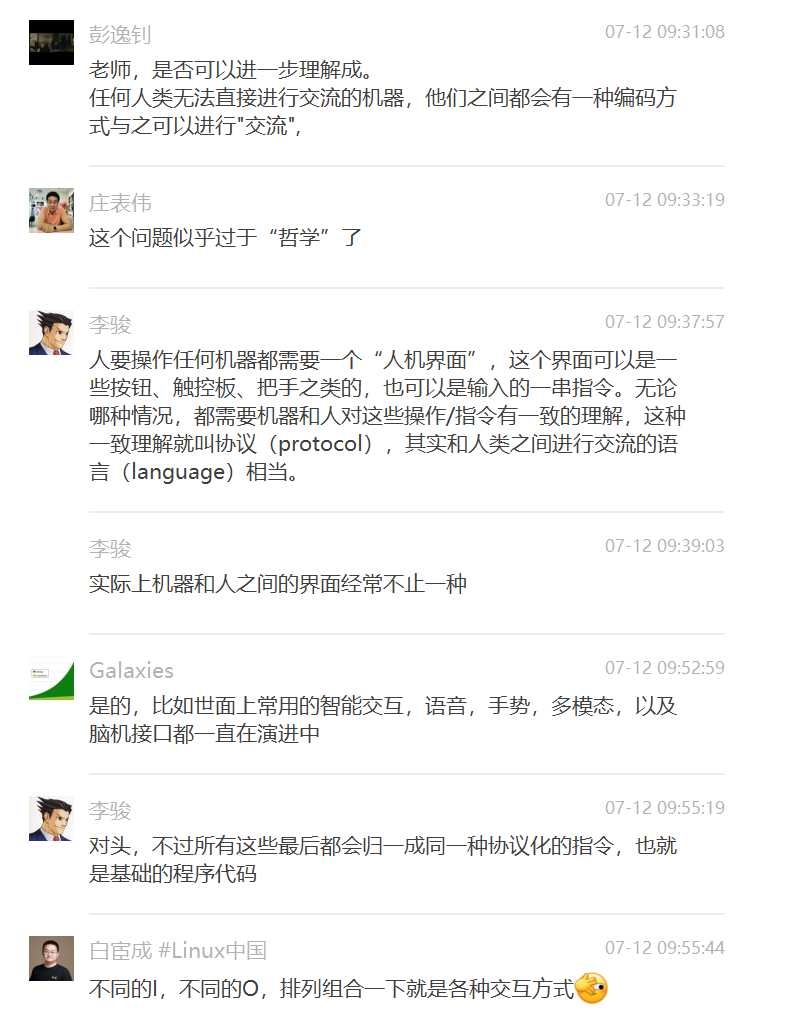 彭逸钊
07-12 09:31:08
老师，是否可以进一步理解成。
任何人类无法直接进行交流的机器，他们之间都会有一种编码方
式与之可以进行"交流",
庄表伟
07-12 09:33:19
这个问题似乎过于“哲学”了
李骏
07-12 09:37:57
人要操作任何机器都需要一个“人机界面”，这个界面可以是一
些按钮、触控板、把手之类的，也可以是输入的一串指令。无论
哪种情况，都需要机器和人对这些操作/指令有一致的理解，这种
一致理解就叫协议（protocol），其实和人类之间进行交流的语
言（language）相当。
李骏
07-12 09:39:03
实际上机器和人之间的界面经常不止一种
Galaxies
07-12 09:52:59
是的，比如世面上常用的智能交互，语音，手势，多模态，以及
脑机接口都一直在演进中
李骏
07-12 09:55:19
对头，不过所有这些最后都会归一成同一种协议化的指令，也就
是基础的程序代码
白宦成 #Linux中国
07-12 09:55:44
不同的I，不同的O，排列组合一下就是各种交互方式